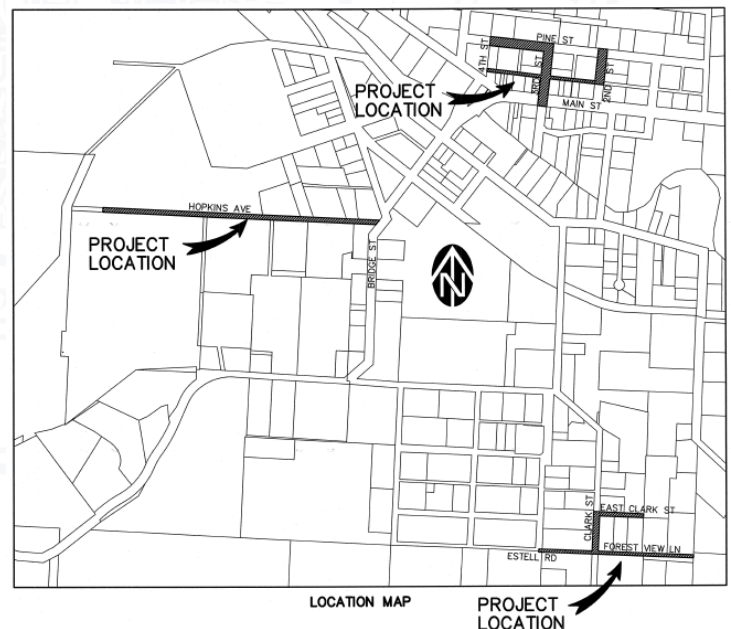 PINE ST
4TH ST
3RD ST
2ND ST
PROJECT
LOCATION
MAIN ST
HOPKINS AVE
PROJECT
LOCATION
BRIDGE ST
N
CLARK ST
EAST CLARK ST
FOREST VIEW LN
ESTELL RD
LOCATION MAP
PROJECT
LOCATION